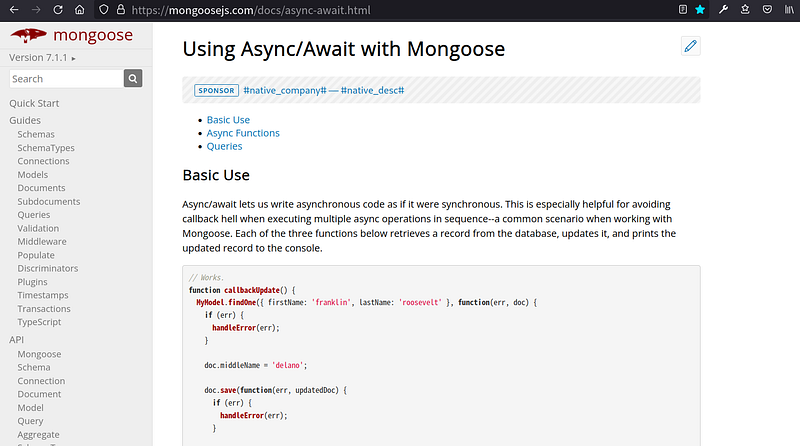 https://mongoosejs.com/docs/async-await.html
mongoose
Version 7.1.1 ▸
Search
Quick Start
Guides
Schemas
SchemaTypes
Connections
Models
Documents
Subdocuments
Queries
Validation
Middleware
Populate
Discriminators
Plugins
Timestamps
Transactions
TypeScript
API
Mongoose
Schema
Connection
Document
Model
Query
Aggregate
Using Async/Await with Mongoose
SPONSOR #native_company# — #native_desc#
Basic Use
Async Functions
Queries
Basic Use
Async/await lets us write asynchronous code as if it were synchronous. This is especially helpful for avoiding
callback hell when executing multiple async operations in sequence--a common scenario when working with
Mongoose. Each of the three functions below retrieves a record from the database, updates it, and prints the
updated record to the console.
// Works.
function callbackUpdate() {
MyModel.findOne({ firstName: 'franklin', lastName: 'roosevelt' }, function(err, doc) {
if (err) {
handleError(err);
}
doc.middleName = 'delano';
doc.save(function(err, updatedDoc) {
if (err) {
handleError(err);
}